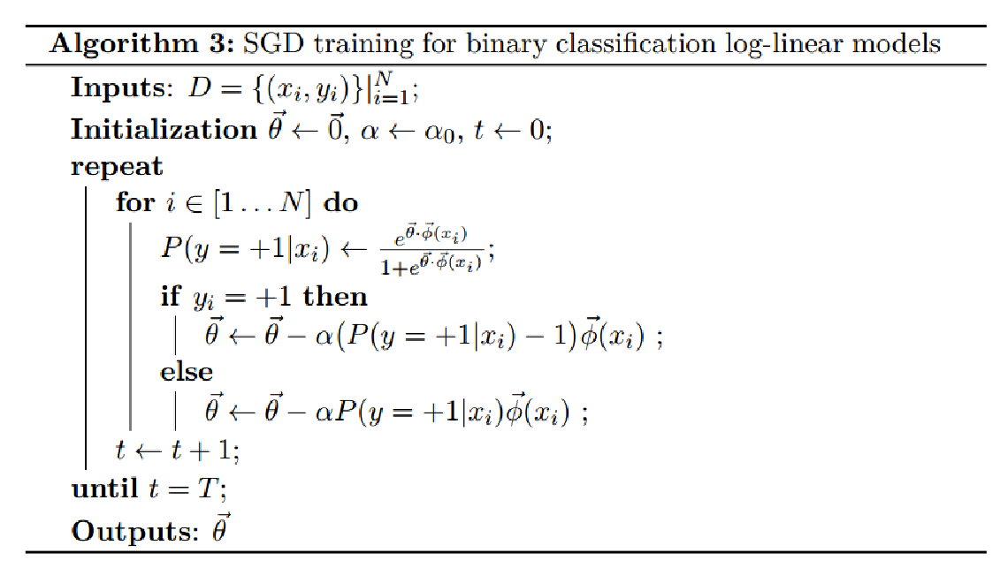 Algorithm 3: SGD training for binary classification log-linear models
Inputs: $D = \{(x_i, y_i)\}|_{i=1}^{N}$;
Initialization $\vec{\theta} \leftarrow \vec{0}$, $\alpha \leftarrow \alpha_0$, $t \leftarrow 0$;
repeat
for $i \in [1 \ldots N]$ do
$P(y = +1|x_i) \leftarrow \frac{e^{\vec{\theta} \cdot \vec{\phi}(x_i)}}{1+e^{\vec{\theta} \cdot \vec{\phi}(x_i)}}$;
if $y_i = +1$ then
$\vec{\theta} \leftarrow \vec{\theta} - \alpha(P(y = +1|x_i) - 1)\vec{\phi}(x_i)$ ;
else
$\vec{\theta} \leftarrow \vec{\theta} - \alpha P(y = +1|x_i)\vec{\phi}(x_i)$ ;
$t \leftarrow t + 1$;
until $t = T$;
Outputs: $\vec{\theta}$